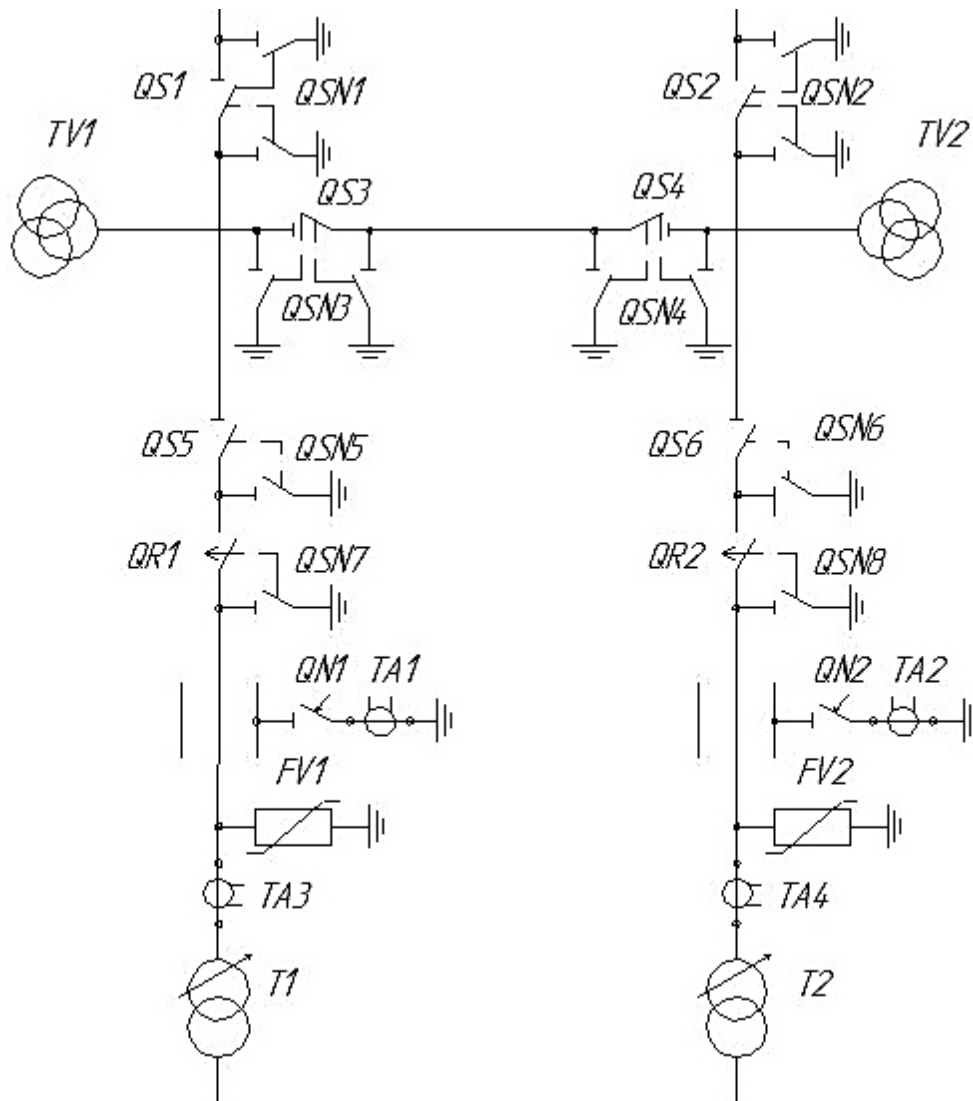 QS1 QSN1 QS2 QSN2
TV1 TV2
QS3 QS4
QSN3 QSN4
QS5 QSN5 QS6 QSN6
QR1 QSN7 QR2 QSN8
QN1 TA1 QN2 TA2
FV1 FV2
TA3 TA4
T1 T2